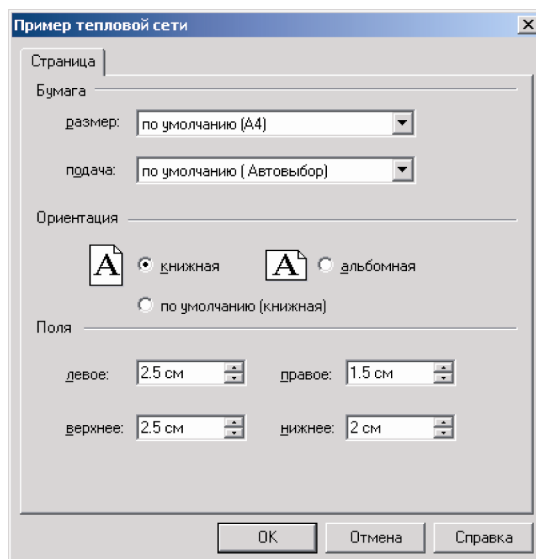 Пример тепловой сети
Страница
Бумага
размер: по умолчанию (A4)
подача: по умолчанию ( Автовыбор)
Ориентация
A книжная A альбомная
по умолчанию (книжная)
Поля
левое: 2.5 см правое: 1.5 см
верхнее: 2.5 см нижнее: 2 см
OK Отмена Справка